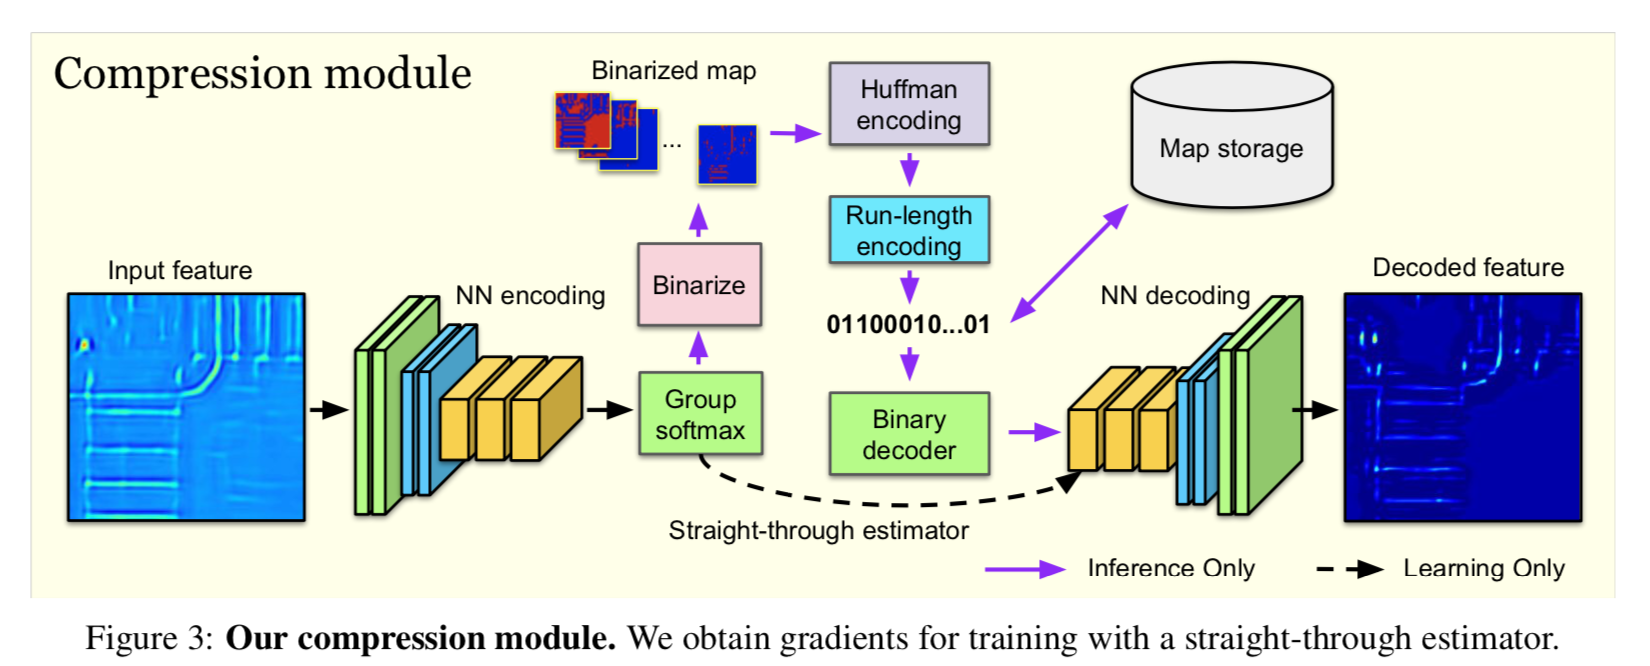 Compression module
Binarized map
...
Huffman
encoding
Map storage
Run-length
encoding
Input feature
NN encoding
Binarize
01100010...01
NN decoding
Decoded feature
Group
softmax
Binary
decoder
Straight-through estimator
Inference Only
Learning Only
Figure 3: Our compression module. We obtain gradients for training with a straight-through estimator.